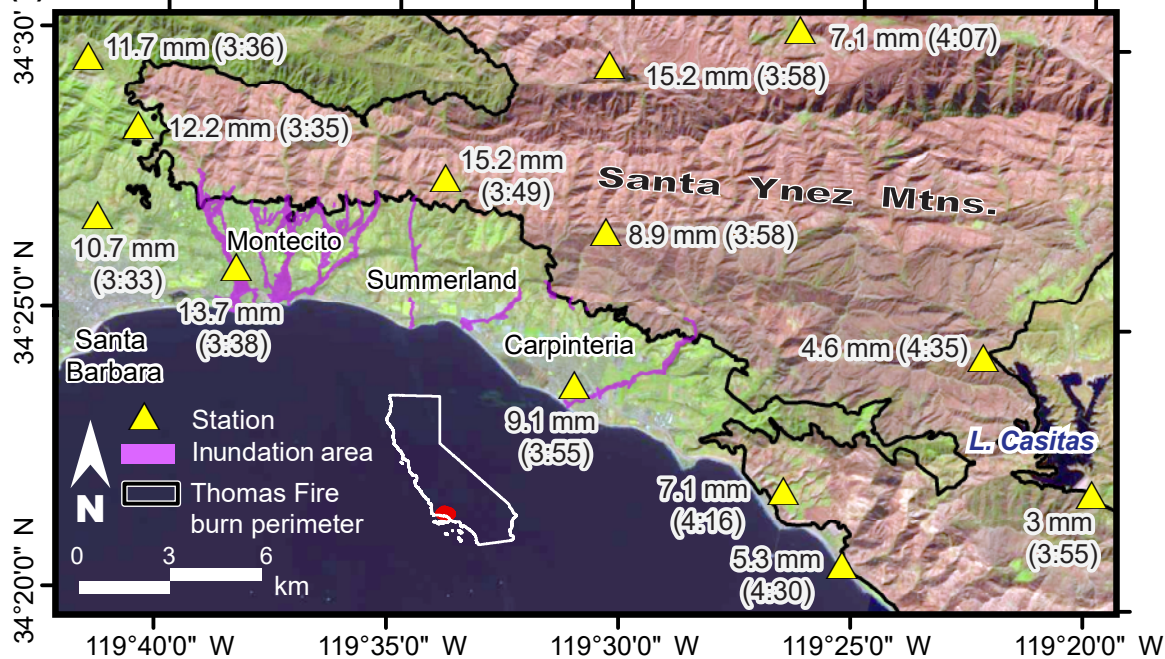 34°30'
34°25'0" N
34°20'0" N
11.7 mm (3:36)
7.1 mm (4:07)
15.2 mm (3:58)
12.2 mm (3:35)
15.2 mm
(3:49)
Santa Ynez Mtns.
8.9 mm (3:58)
10.7 mm
(3:33)
Montecito
Summerland
13.7 mm
(3:38)
Santa
Barbara
Carpinteria
4.6 mm (4:35)
9.1 mm
(3:55)
L. Casitas
7.1 mm
(4:16)
3 mm
(3:55)
5.3 mm
(4:30)
Station
Inundation area
Thomas Fire
burn perimeter
N
0 3 6
km
119°40'0" W 119°35'0" W 119°30'0" W 119°25'0" W 119°20'0" W